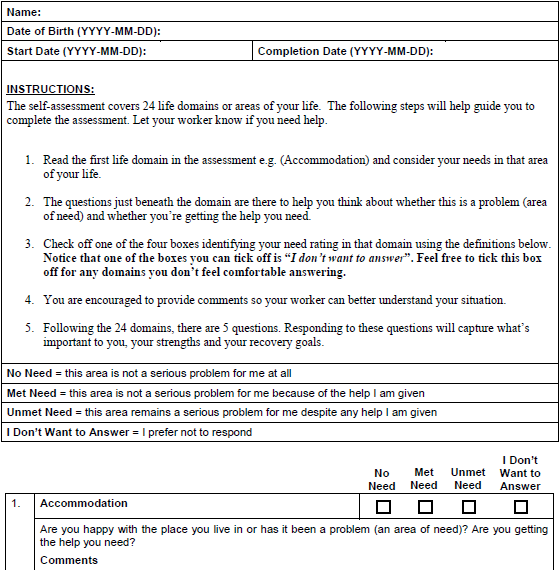 Name:
Date of Birth (YYYY-MM-DD):
Start Date (YYYY-MM-DD): Completion Date (YYYY-MM-DD):
INSTRUCTIONS:
The self-assessment covers 24 life domains or areas of your life.  The following steps will help guide you to
complete the assessment. Let your worker know if you need help.
1. Read the first life domain in the assessment e.g. (Accommodation) and consider your needs in that area
of your life.
2. The questions just beneath the domain are there to help you think about whether this is a problem (area
of need) and whether you're getting the help you need.
3. Check off one of the four boxes identifying your need rating in that domain using the definitions below.
Notice that one of the boxes you can tick off is “I don't want to answer”. Feel free to tick this box
off for any domains you don't feel comfortable answering.
4. You are encouraged to provide comments so your worker can better understand your situation.
5. Following the 24 domains, there are 5 questions. Responding to these questions will capture what's
important to you, your strengths and your recovery goals.
No Need = this area is not a serious problem for me at all
Met Need = this area is not a serious problem for me because of the help I am given
Unmet Need = this area remains a serious problem for me despite any help I am given
I Don't Want to Answer = I prefer not to respond
I Don't
No Met Unmet Want to
Need Need Need Answer
1. Accommodation
Are you happy with the place you live in or has it been a problem (an area of need)? Are you getting
the help you need?
Comments